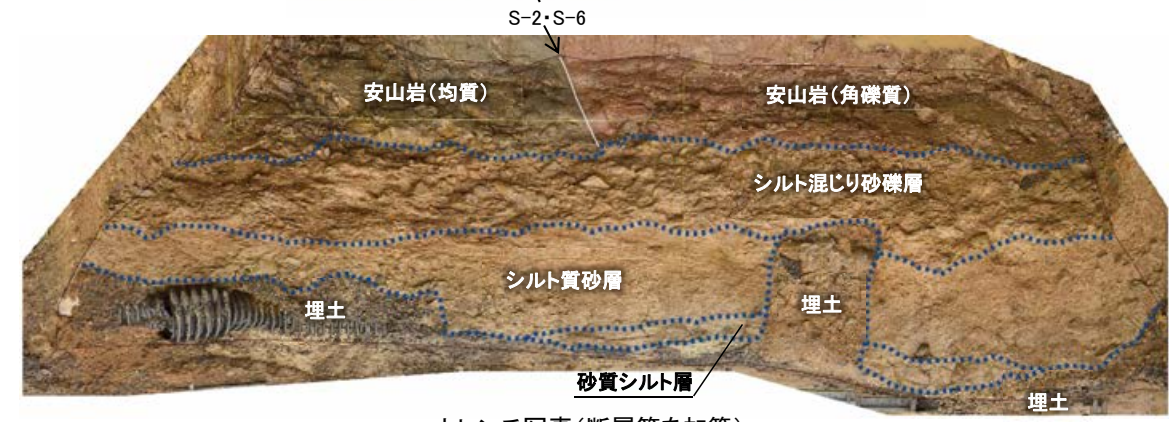 S-2・S-6
安山岩(均質)
安山岩(角礫質)
シルト混じり砂礫層
シルト質砂層
埋土
埋土
砂質シルト層
埋土